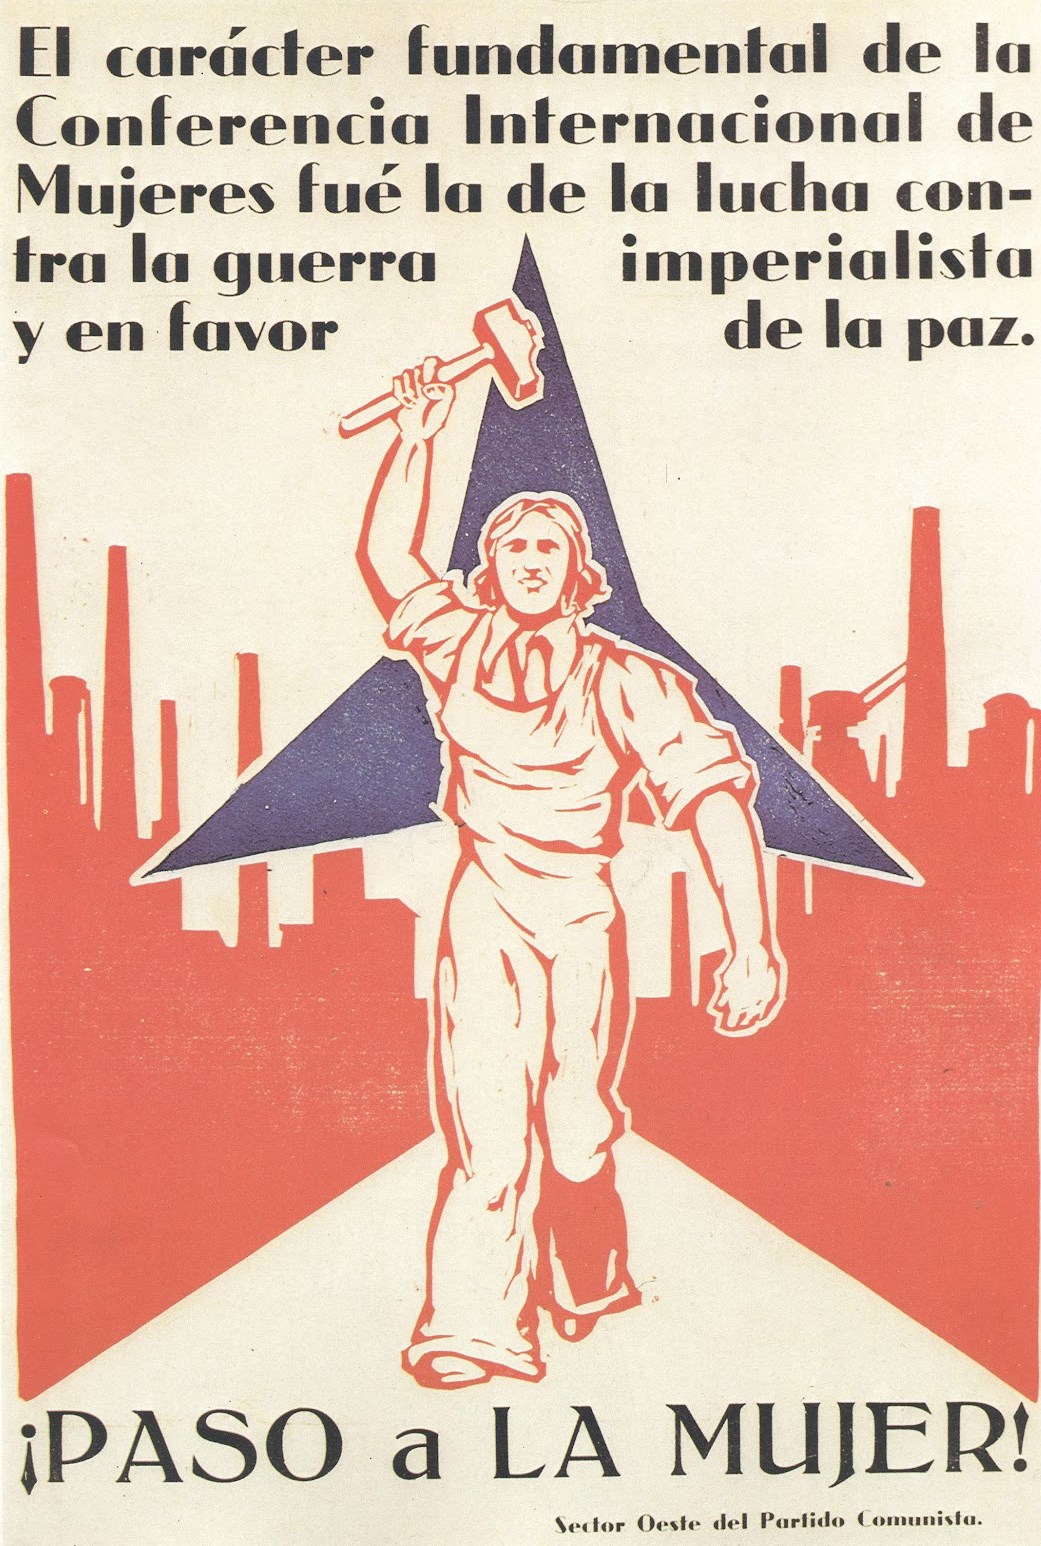 El carácter fundamental de la
Conferencia Internacional de
Mujeres fué la de la lucha con-
tra la guerra imperialista
y en favor de la paz.
¡PASO a LA MUJER!
Sector Oeste del Partido Comunista.